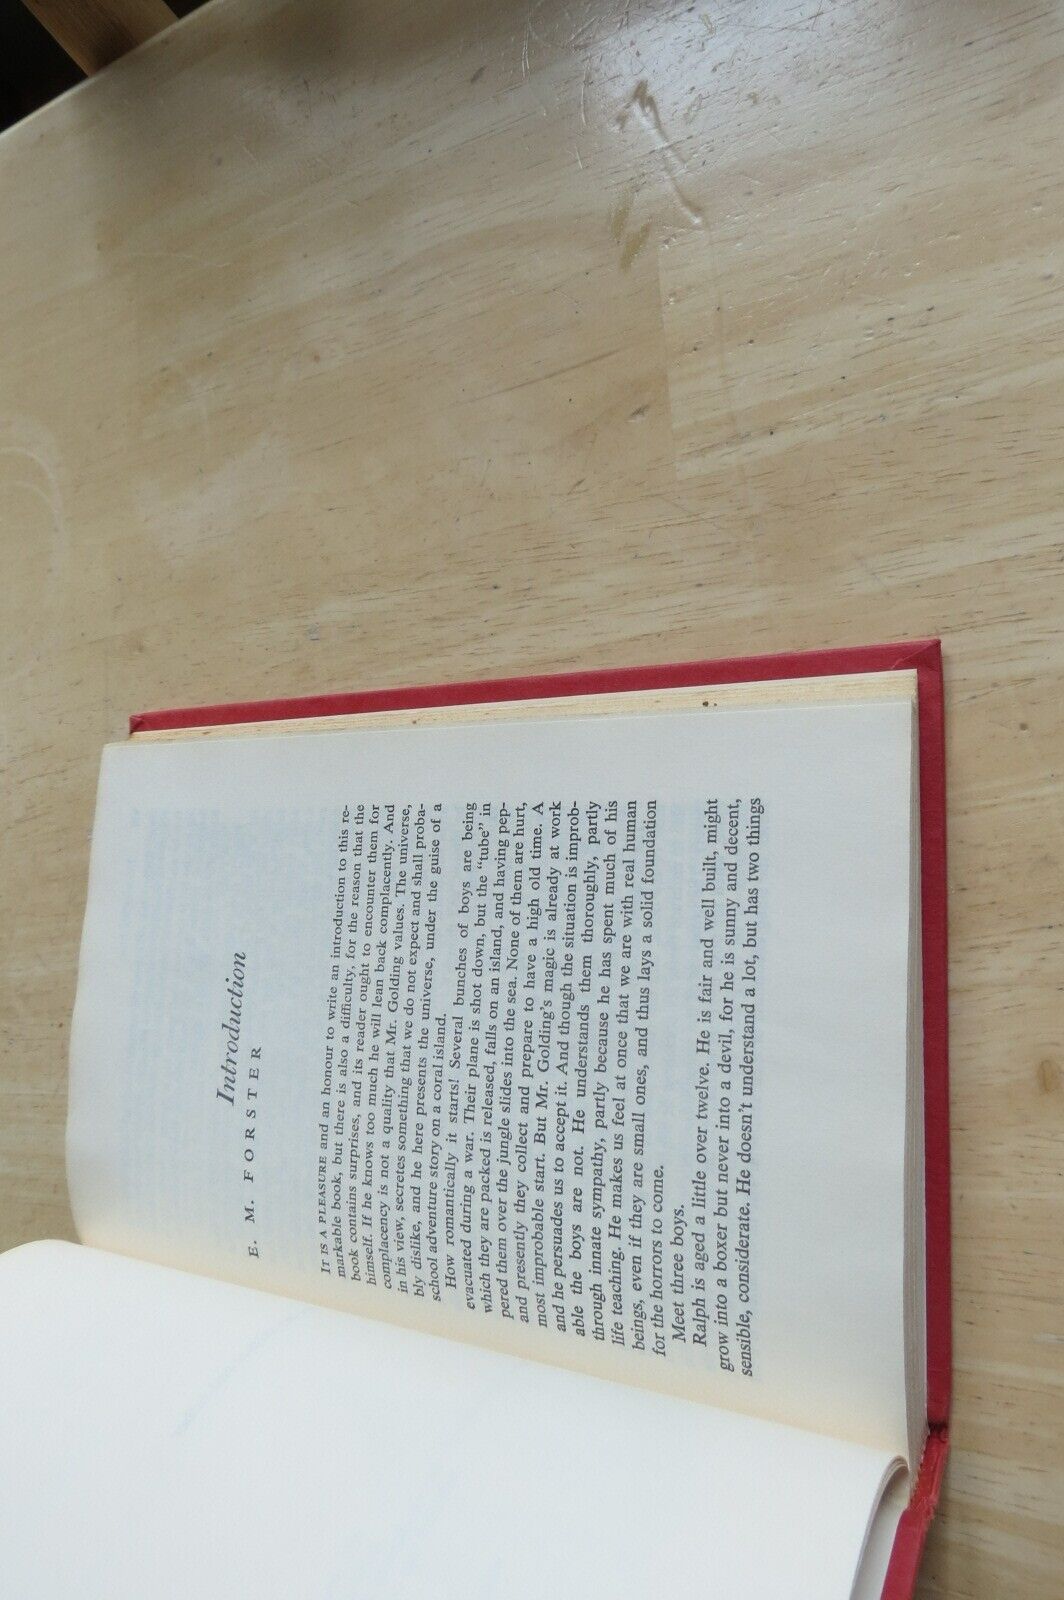 Introduction
E. M. FORSTER
IT IS A PLEASURE and an honour to write an introduction to this re-
markable book, but there is also a difficulty, for the reason that the
book contains surprises, and its reader ought to encounter them for
himself. If he knows too much he will lean back complacently. And
complacency is not a quality that Mr. Golding values. The universe,
in his view, secretes something that we do not expect and shall proba-
bly dislike, and he here presents the universe, under the guise of a
school adventure story on a coral island.
How romantically it starts! Several bunches of boys are being
evacuated during a war. Their plane is shot down, but the "tube" in
which they are packed is released, falls on an island, and having pep-
pered them over the jungle slides into the sea. None of them are hurt,
and presently they collect and prepare to have a high old time. A
most improbable start. But Mr. Golding's magic is already at work
and he persuades us to accept it. And though the situation is improb-
able the boys are not. He understands them thoroughly, partly
through innate sympathy, partly because he has spent much of his
life teaching. He makes us feel at once that we are with real human
beings, even if they are small ones, and thus lays a solid foundation
for the horrors to come.
Meet three boys.
Ralph is aged a little over twelve. He is fair and well built, might
grow into a boxer but never into a devil, for he is sunny and decent,
sensible, considerate. He doesn't understand a lot, but has two things